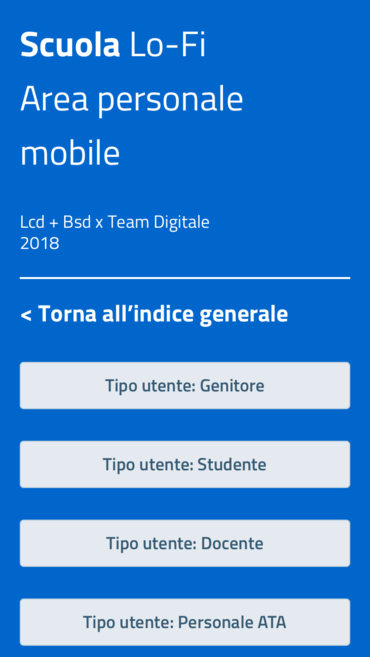 Scuola Lo-Fi
Area personale
mobile
Lcd + Bsd x Team Digitale
2018
< Torna all’indice generale
Tipo utente: Genitore
Tipo utente: Studente
Tipo utente: Docente
Tipo utente: Personale ATA